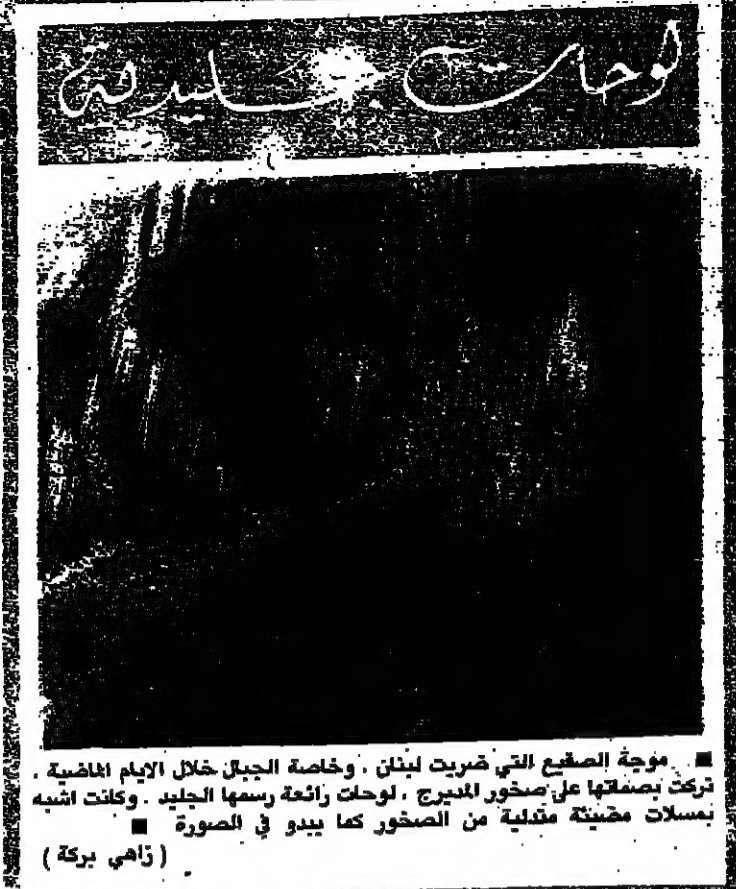 لوحات جليدية
■ موجة الصقيع التي ضربت لبنان ، وخاصة الجبال خلال الايام الماضية ،
تركت بصماتها على صخور المديرج ، لوحات رائعة رسمها الجليد . وكانت اشبه
بمسلات مضيئة متدلية من الصخور كما يبدو في الصورة ■
( زاهي بركة )